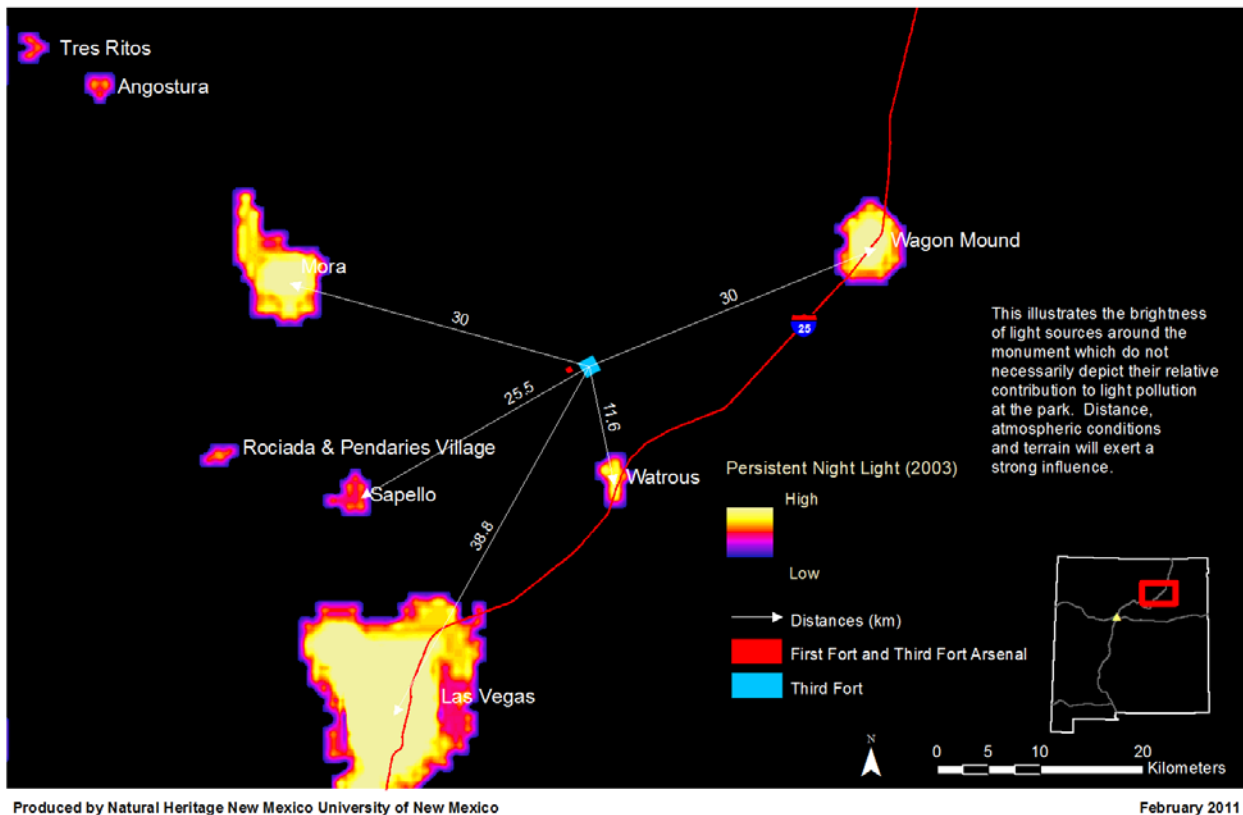 Tres Ritos
Angostura
Mora
Wagon Mound
30
30
25
This illustrates the brightness
of light sources around the
monument which do not
necessarily depict their relative
contribution to light pollution
at the park. Distance,
atmospheric conditions
and terrain will exert a
strong influence.
25.5
11.6
Rociada & Pendaries Village
Sapello
Watrous
38.8
Las Vegas
Persistent Night Light (2003)
High
Low
Distances (km)
First Fort and Third Fort Arsenal
Third Fort
N
0 5 10 20
Kilometers
Produced by Natural Heritage New Mexico University of New Mexico
February 2011